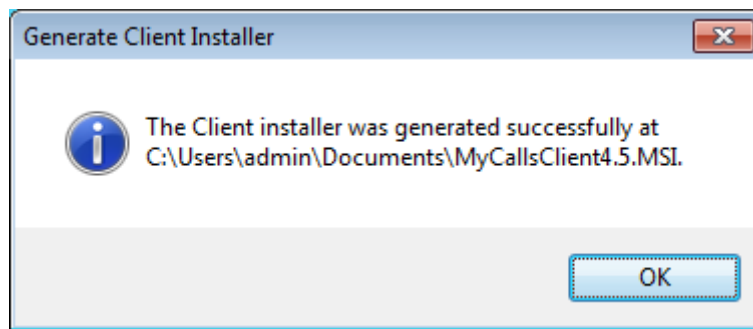 Generate Client Installer
The Client installer was generated successfully at
C:\Users\admin\Documents\MyCallsClient4.5.MSI.
OK